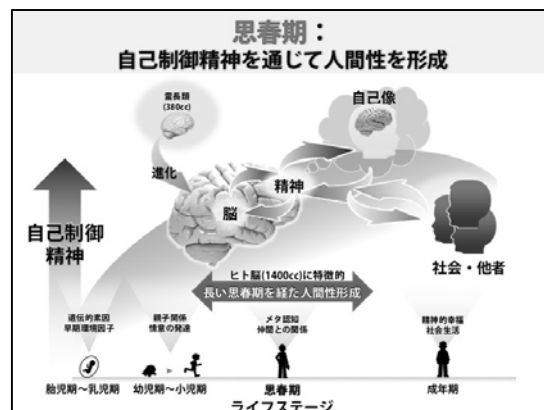 思春期：
自己制御精神を通じて人間性を形成
霊長類
(380cc)
自己像
進化
精神
脳
自己制御
精神
社会・他者
ヒト脳(1400cc)に特徴的
長い思春期を経た人間性形成
遺伝的素因
早期環境因子
親子関係
情意の発達
メタ認知
仲間との関係
精神的幸福
社会生活
胎児期～乳児期
幼児期～小児期
思春期
成年期
ライフステージ